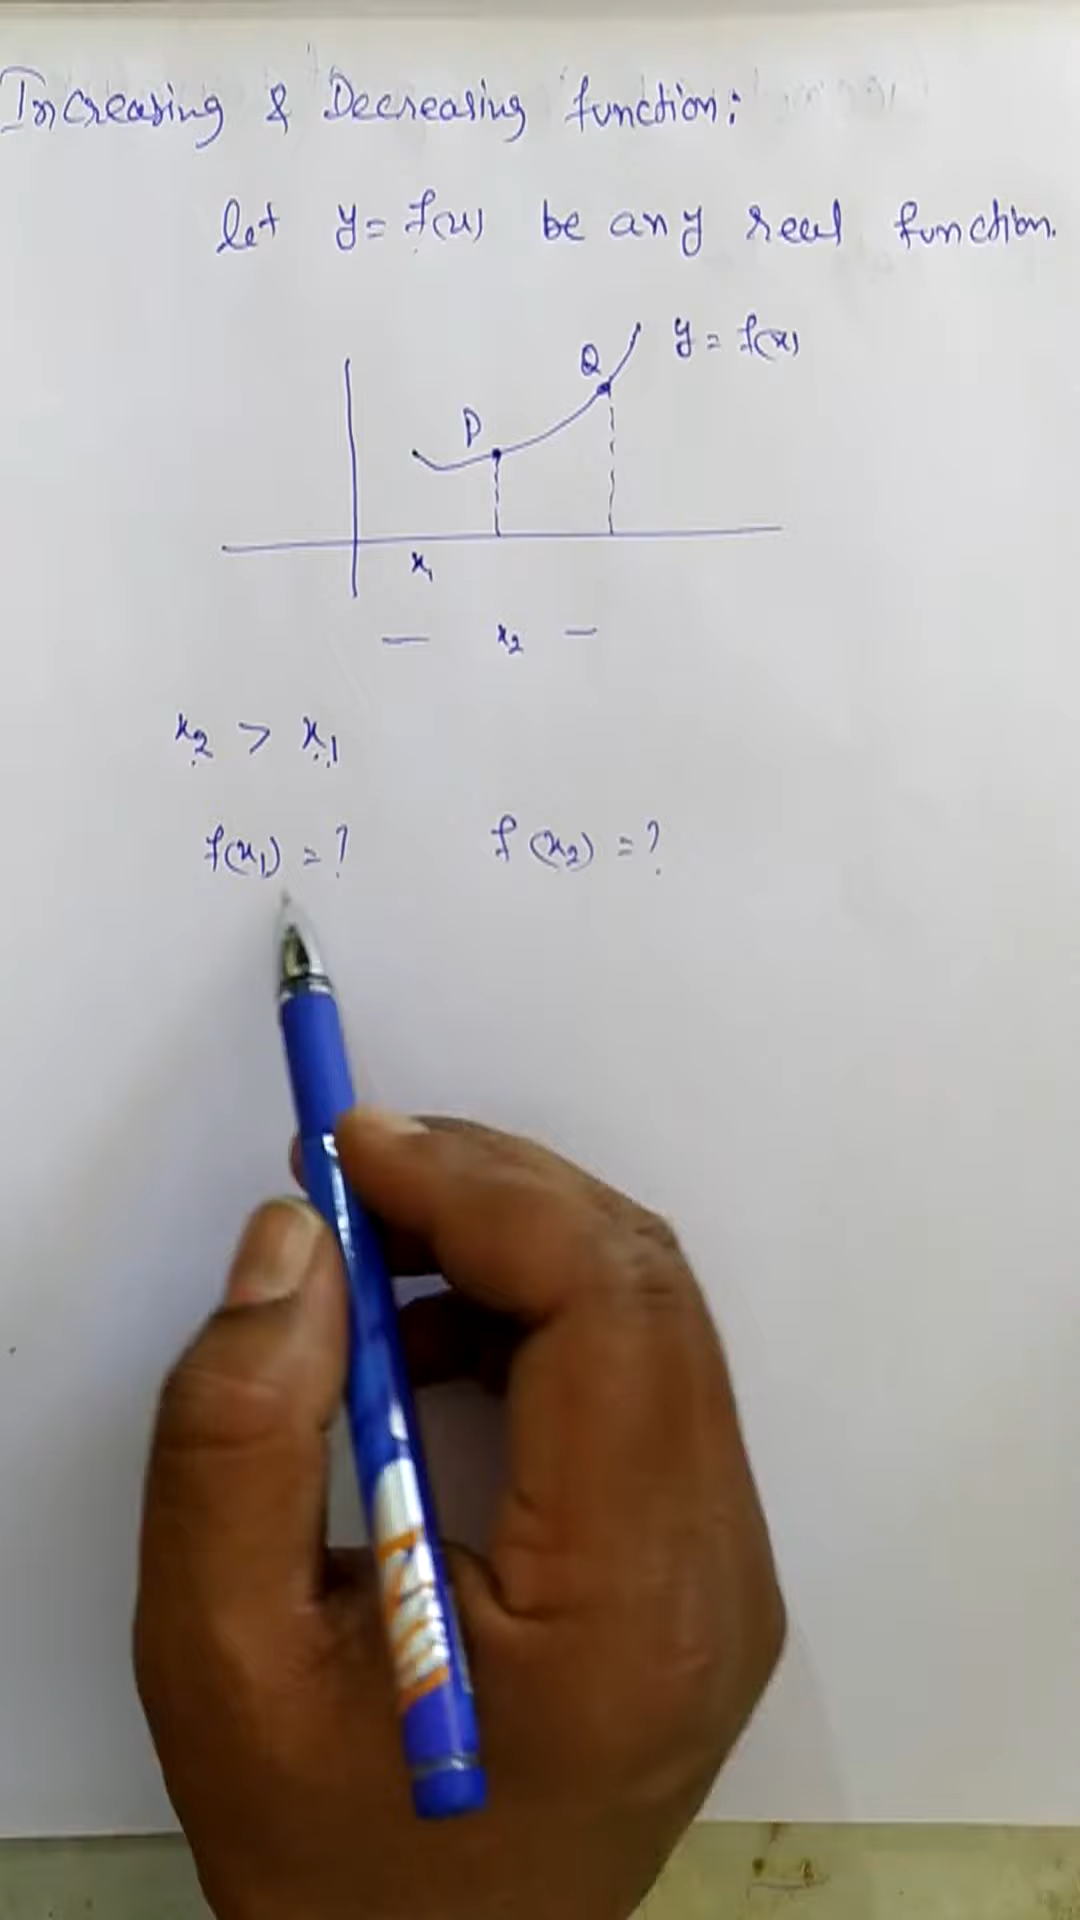 Increasing & Decreasing function:
let y = f(x) be any real function.
Q y = f(x)
P
x₁
— x₂ —
x₂ > x₁
f(x₁) = ? f(x₂) = ?